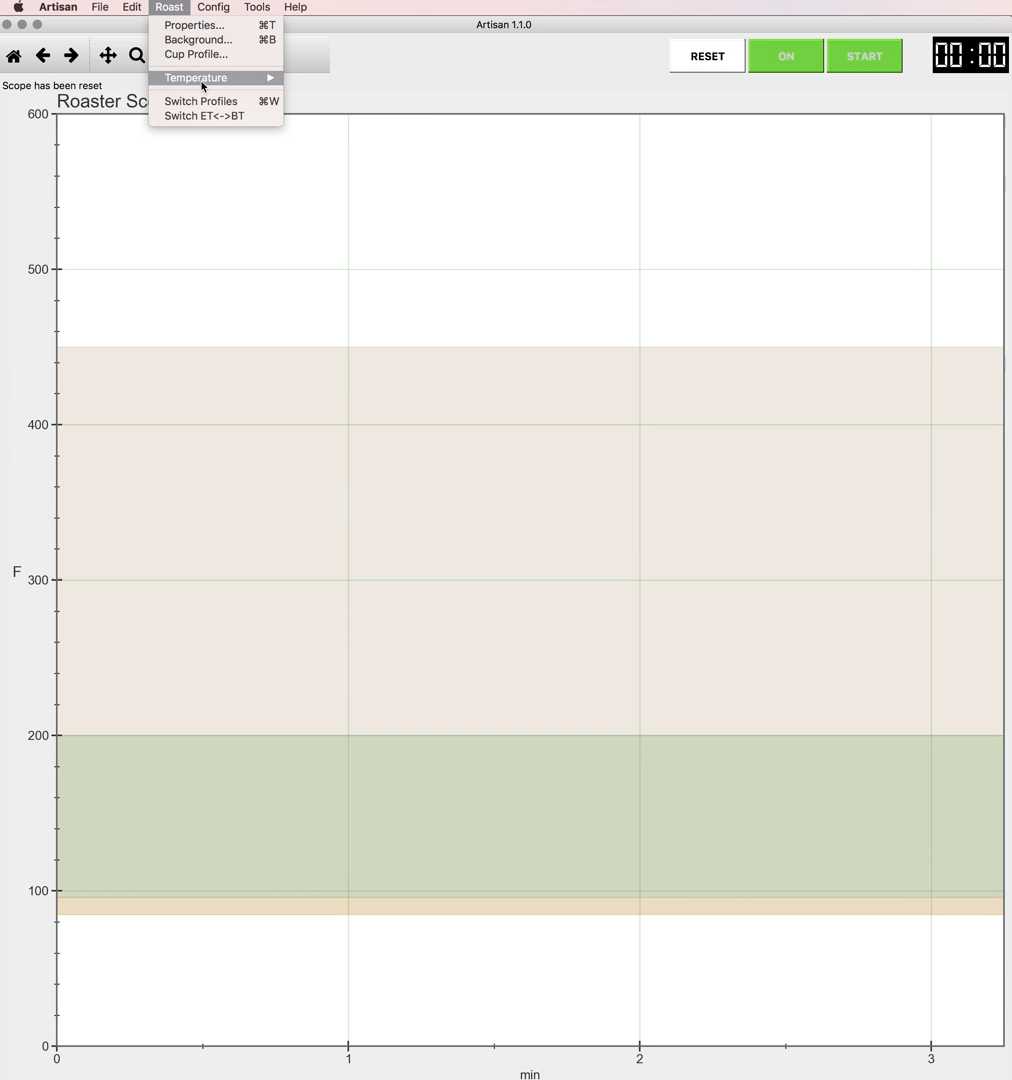 Artisan File Edit Roast Config Tools Help
Artisan 1.1.0
Properties... ⌘T
Background... ⌘B
Cup Profile...
Temperature ▶
Switch Profiles ⌘W
Switch ET<->BT
RESET ON START 00:00
Scope has been reset
Roaster Sc
600
500
400
F 300
200
100
0
0 1 2 3
min